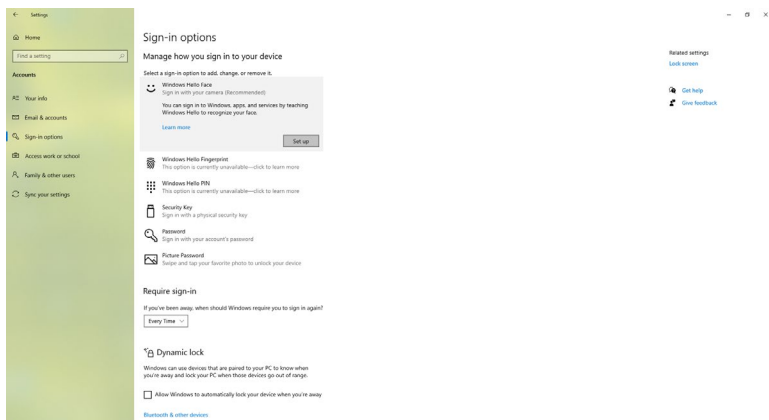 Settings
Home
Find a setting
Accounts
Your info
Email & accounts
Sign-in options
Access work or school
Family & other users
Sync your settings
Sign-in options
Manage how you sign in to your device
Select a sign-in option to add, change, or remove it.
Windows Hello Face
Sign in with your camera (Recommended)
You can sign in to Windows, apps, and services by teaching
Windows Hello to recognize your face.
Learn more
Set up
Windows Hello Fingerprint
This option is currently unavailable—click to learn more
Windows Hello PIN
This option is currently unavailable—click to learn more
Security Key
Sign in with a physical security key
Password
Sign in with your account's password
Picture Password
Swipe and tap your favorite photo to unlock your device
Require sign-in
If you've been away, when should Windows require you to sign in again?
Every Time
Dynamic lock
Windows can use devices that are paired to your PC to know when
you're away and lock your PC when those devices go out of range.
Allow Windows to automatically lock your device when you're away
Bluetooth & other devices
Related settings
Lock screen
Get help
Give feedback